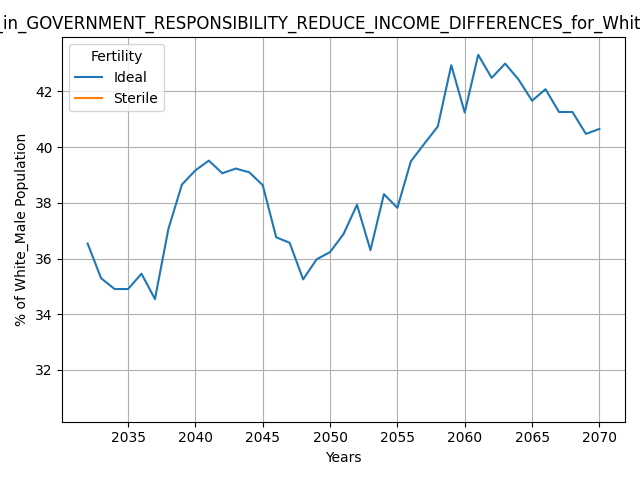 _in_GOVERNMENT_RESPONSIBILITY_REDUCE_INCOME_DIFFERENCES_for_Whit
Fertility
Ideal
Sterile
42
40
38
36
34
32
% of White_Male Population
2035 2040 2045 2050 2055 2060 2065 2070
Years